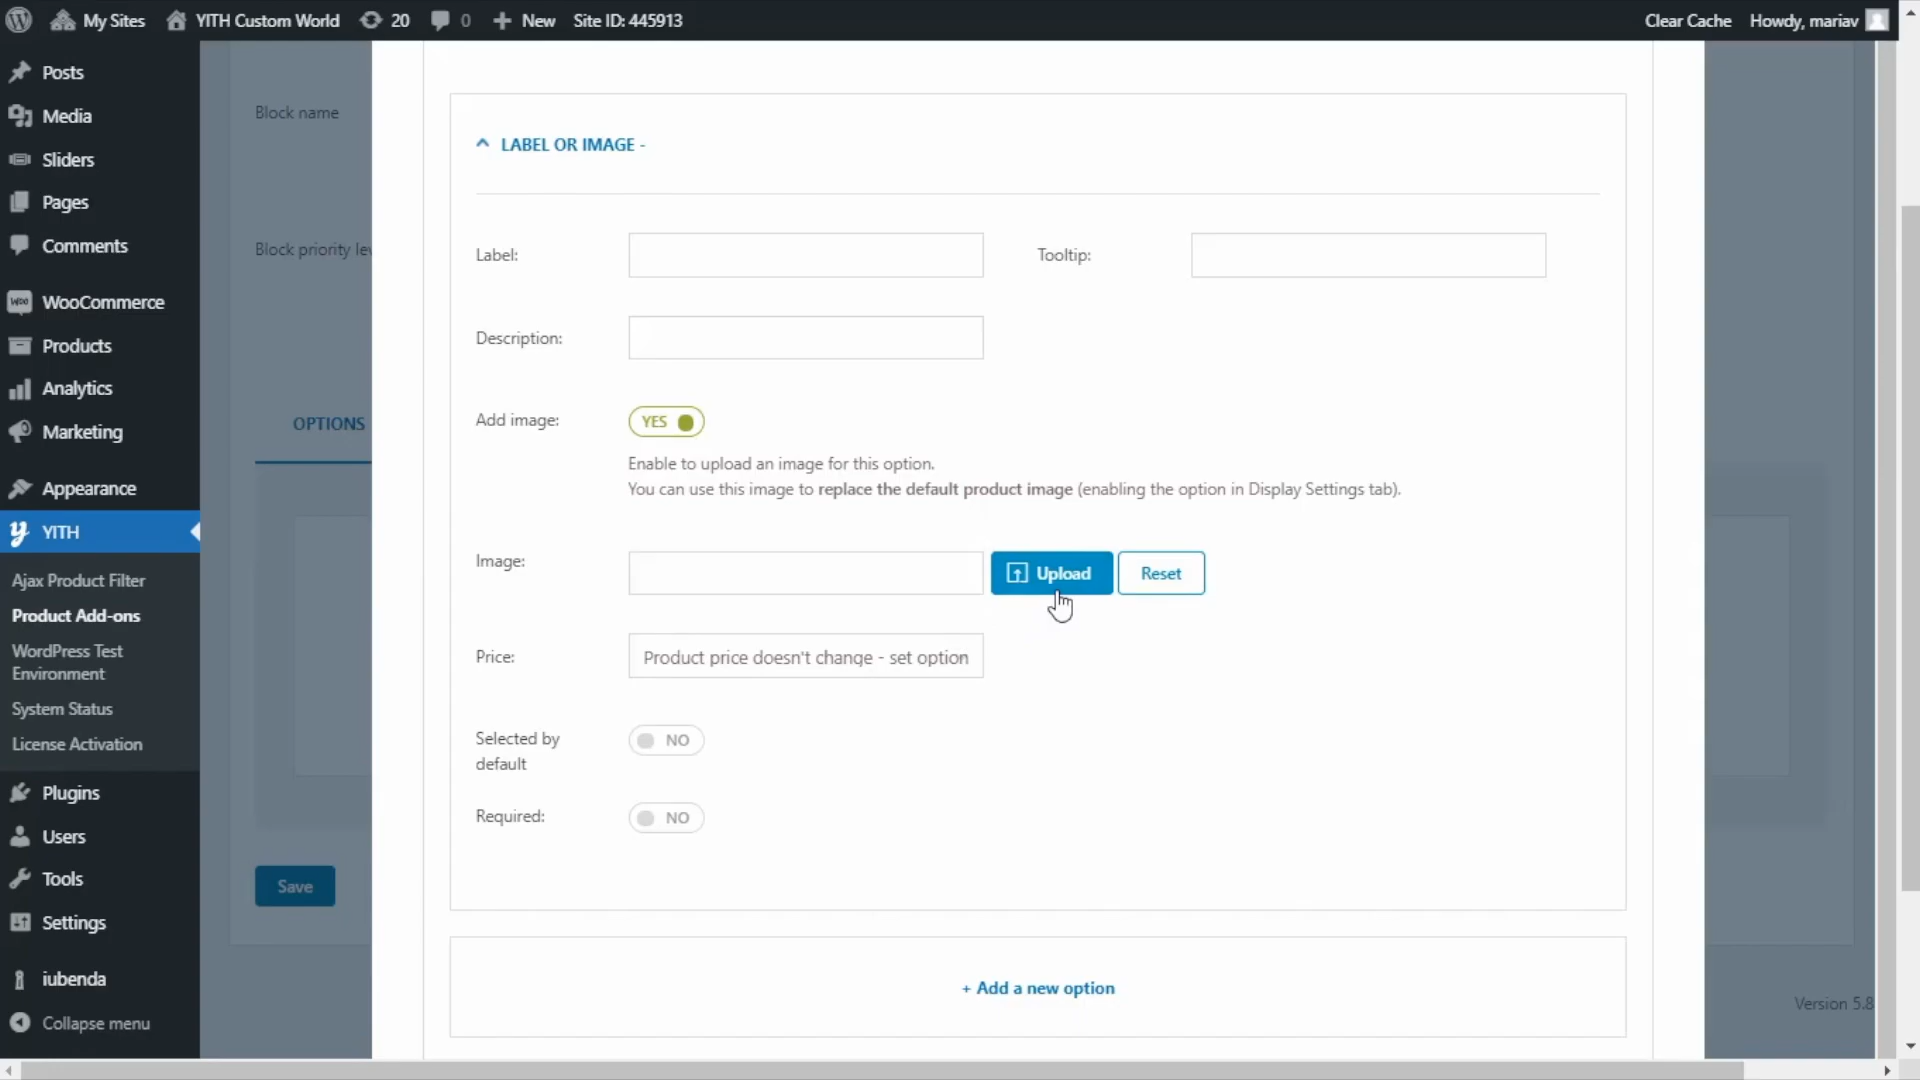 My Sites
YITH Custom World
20
0
New
Site ID: 445913
Clear Cache
Howdy, mariav
Posts
Media
Sliders
Pages
Comments
WooCommerce
Products
Analytics
Marketing
Appearance
YITH
Ajax Product Filter
Product Add-ons
WordPress Test
Environment
System Status
License Activation
Plugins
Users
Tools
Settings
iubenda
Collapse menu
Block name
Block priority lev
OPTIONS
Save
LABEL OR IMAGE -
Label:
Tooltip:
Description:
Add image:
YES
Enable to upload an image for this option.
You can use this image to replace the default product image (enabling the option in Display Settings tab).
Image:
Upload
Reset
Price:
Product price doesn't change - set option
Selected by
default
NO
Required:
NO
+ Add a new option
Version 5.8